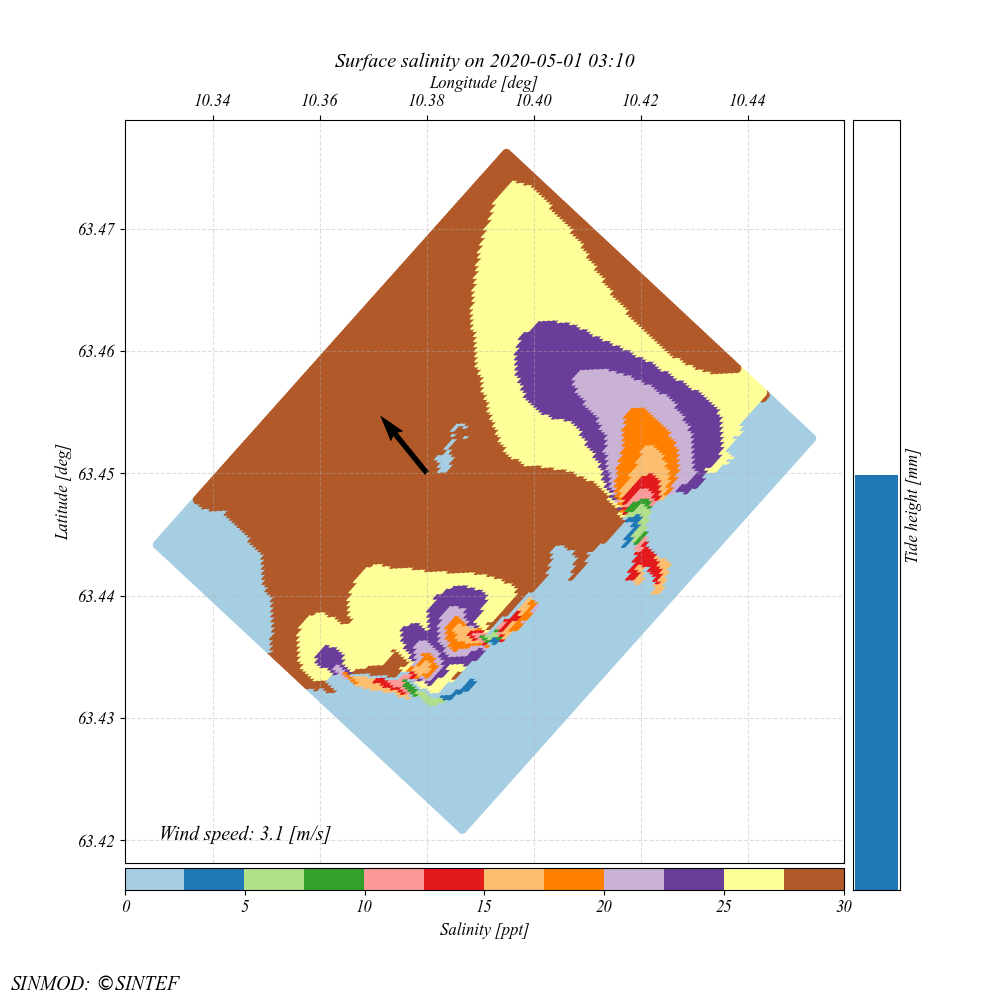 Surface salinity on 2020-05-01 03:10
Longitude [deg]
10.34 10.36 10.38 10.40 10.42 10.44
63.47
63.46
63.45
63.44
63.43
63.42
Latitude [deg]
Tide height [mm]
Wind speed: 3.1 [m/s]
0 5 10 15 20 25 30
Salinity [ppt]
SINMOD: ©SINTEF